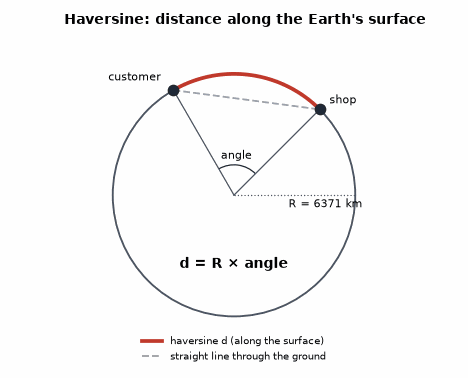 Haversine: distance along the Earth's surface
customer
shop
angle
R = 6371 km
d = R × angle
haversine d (along the surface)
straight line through the ground